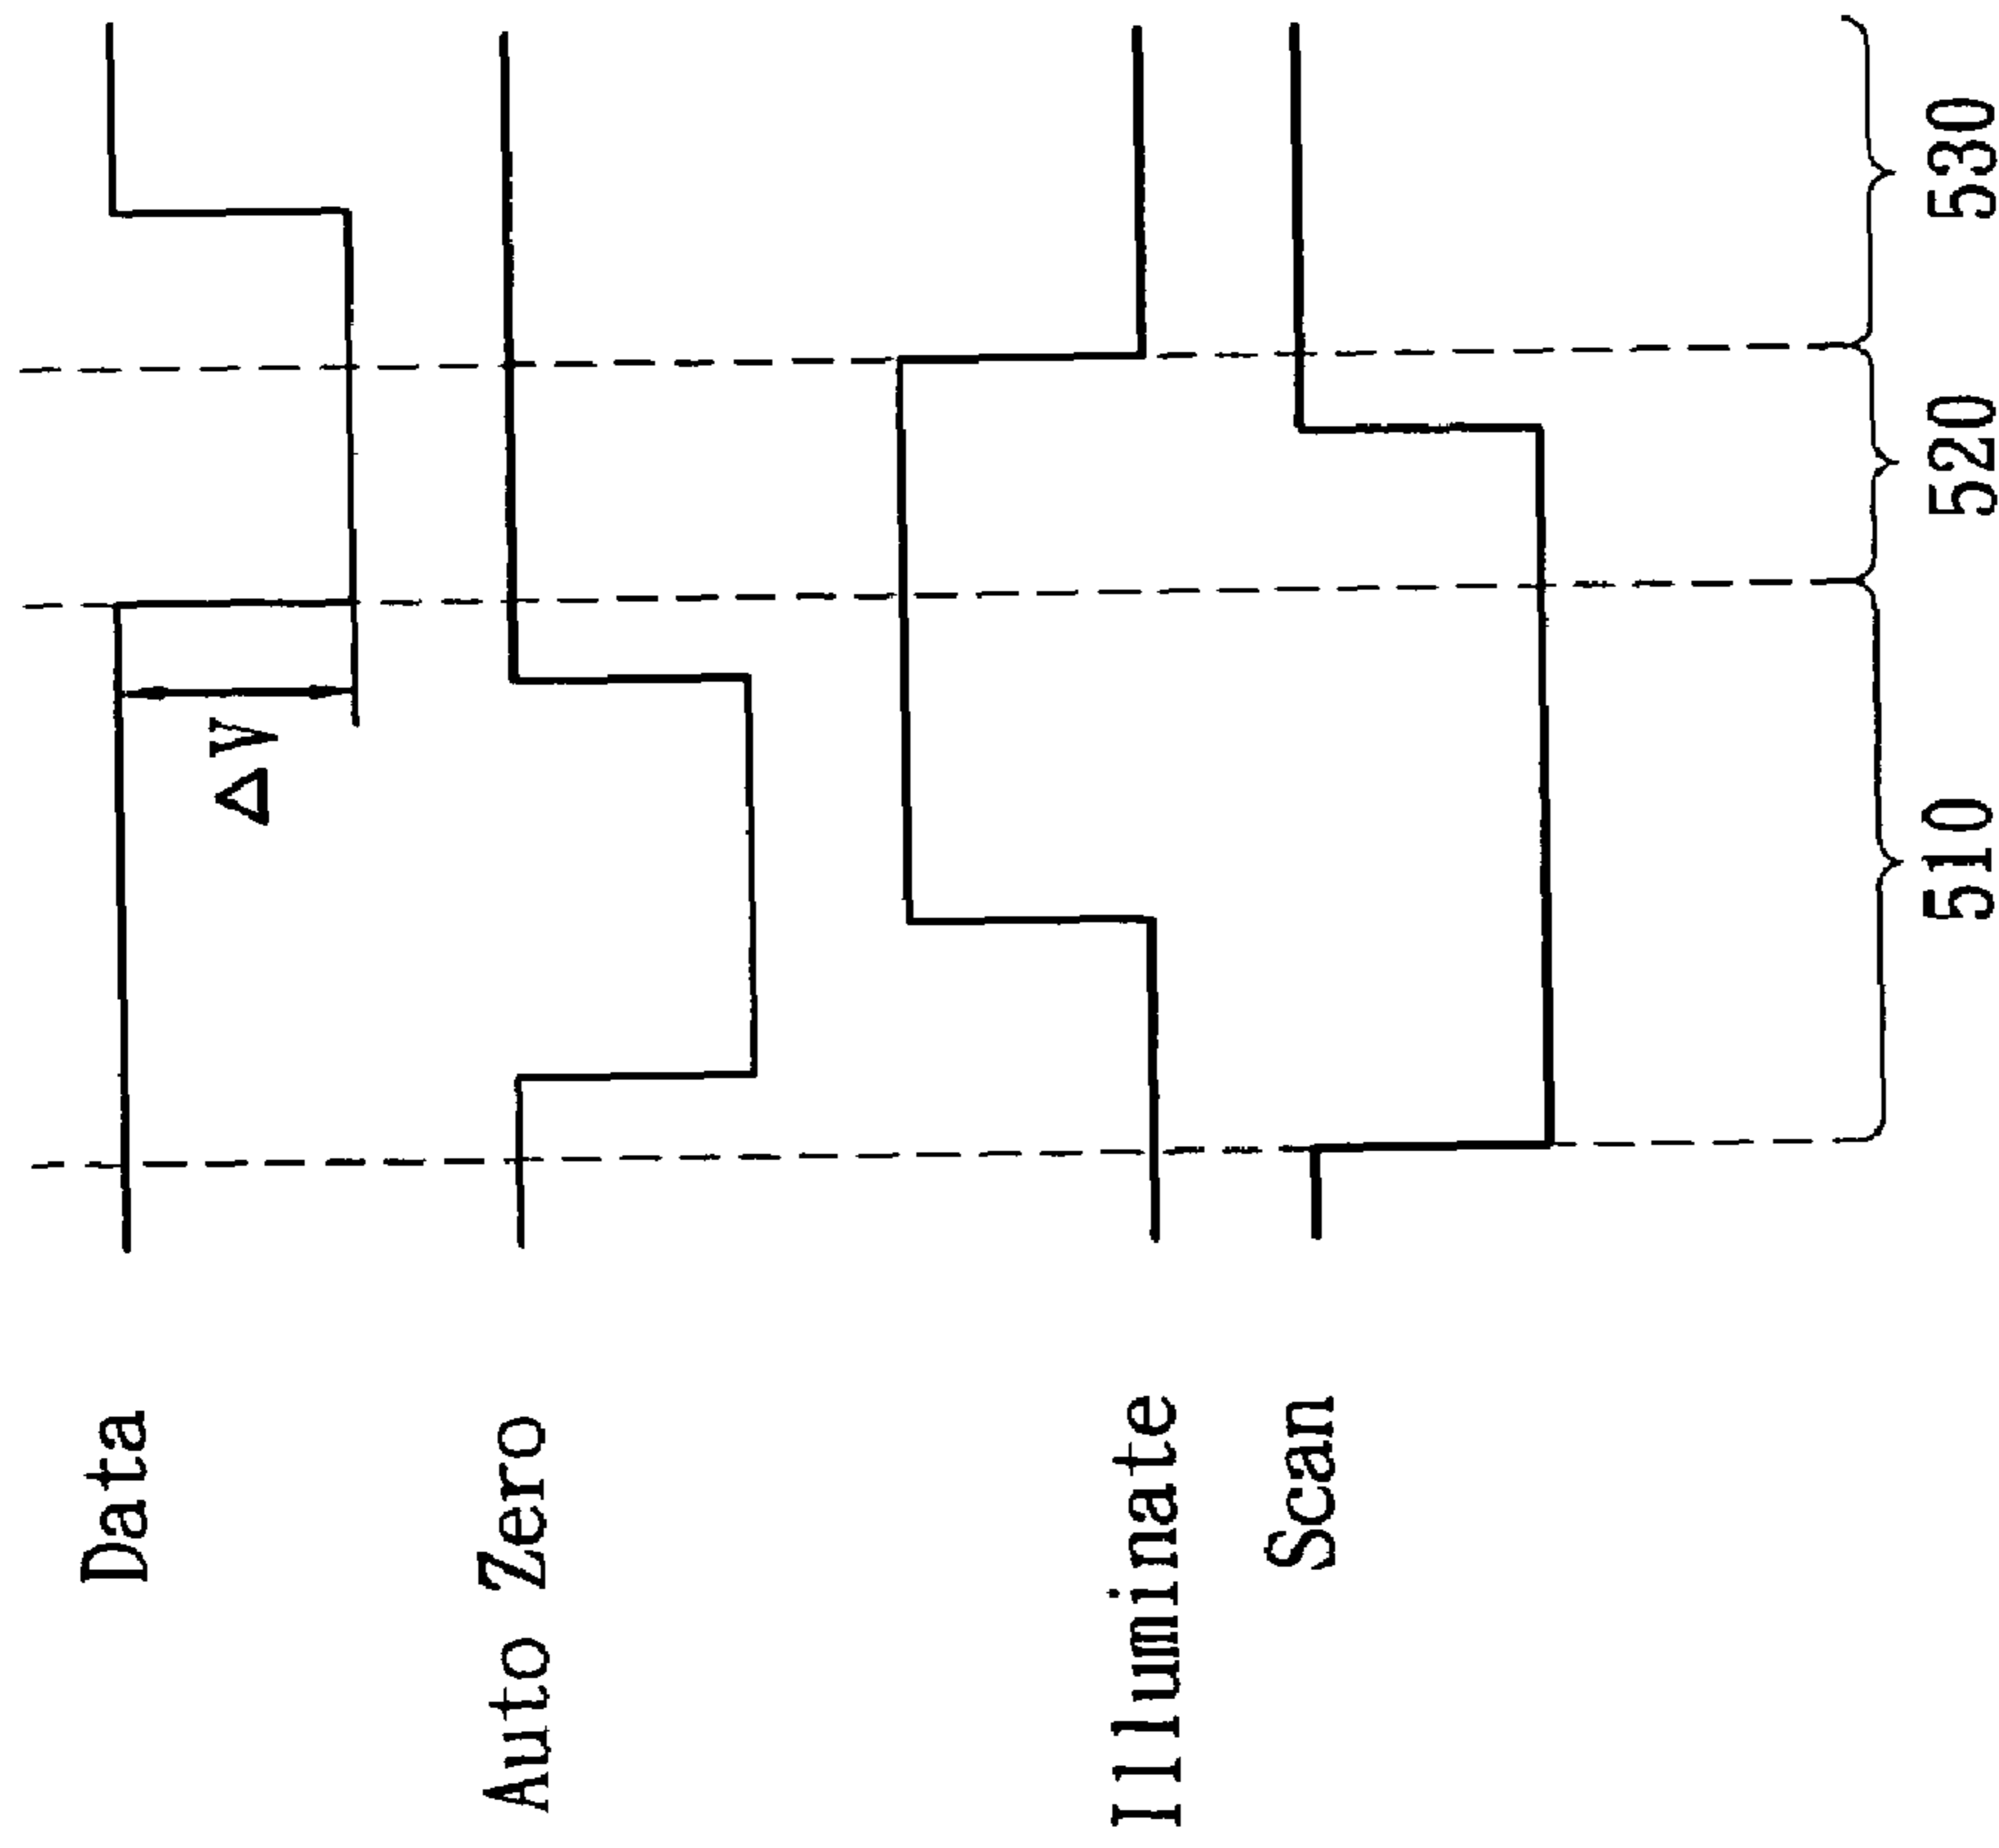 Data
ΔV
Auto Zero
Illuminate
Scan
510
520
530